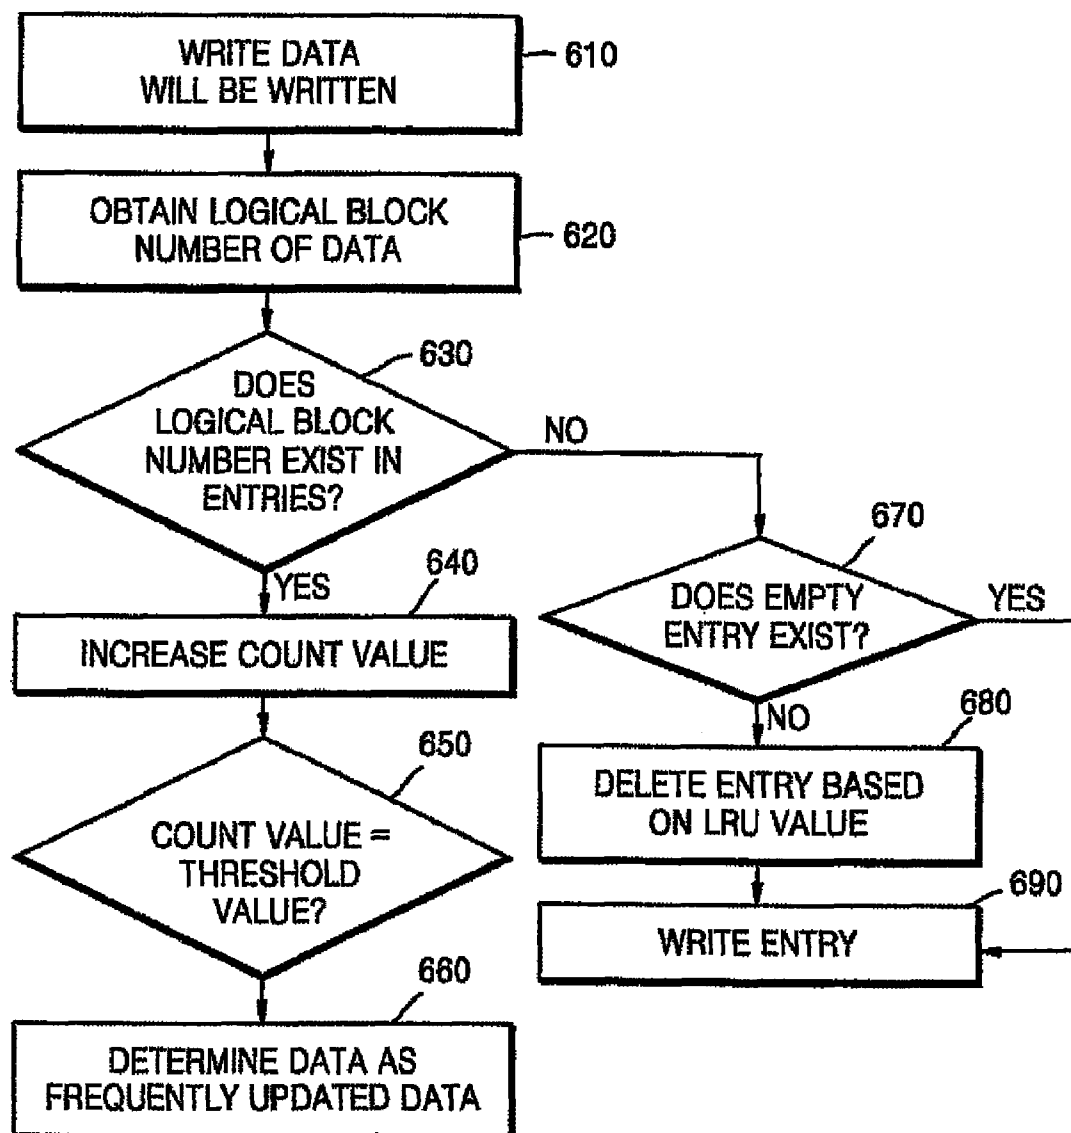 WRITE DATA
WILL BE WRITTEN
610
OBTAIN LOGICAL BLOCK
NUMBER OF DATA
620
630
DOES
LOGICAL BLOCK
NUMBER EXIST IN
ENTRIES?
NO
YES
640
INCREASE COUNT VALUE
650
COUNT VALUE =
THRESHOLD
VALUE?
660
DETERMINE DATA AS
FREQUENTLY UPDATED DATA
670
DOES EMPTY
ENTRY EXIST?
YES
NO
680
DELETE ENTRY BASED
ON LRU VALUE
690
WRITE ENTRY